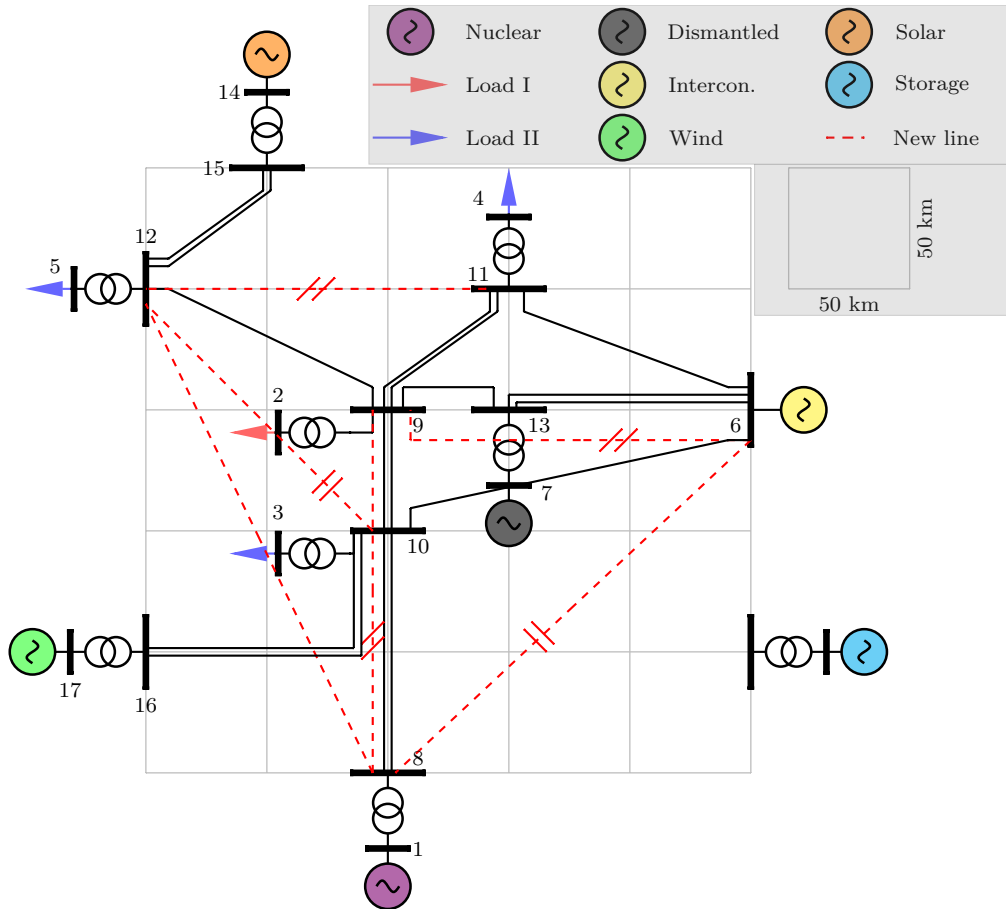 Nuclear
Dismantled
Solar
Load I
Intercon.
Storage
Load II
Wind
New line
50 km
50 km
14
15
12
4
5
11
2
9
13
6
7
3
10
17
16
8
1